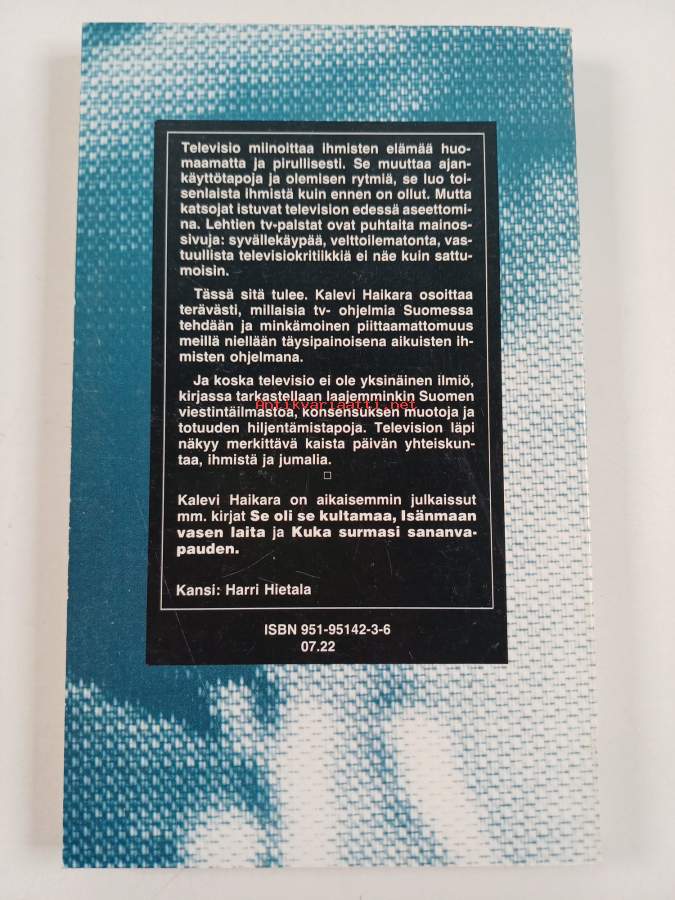 Televisio miinoittaa ihmisten elämää huo-
maamatta ja pirullisesti. Se muuttaa ajan-
käyttötapoja ja olemisen rytmiä, se luo toi-
senlaista ihmistä kuin ennen on ollut. Mutta
katsojat istuvat television edessä aseettomi-
na. Lehtien tv-palstat ovat puhtaita mainos-
sivuja: syvällekäypää, velttoilematonta, vas-
tuullista televisiokritiikkiä ei näe kuin sattu-
moisin.
Tässä sitä tulee. Kalevi Haikara osoittaa
terävästi, millaisia tv- ohjelmia Suomessa
tehdään ja minkämoinen piittaamattomuus
meillä niellään täysipainoisena aikuisten ih-
misten ohjelmana.
Ja koska televisio ei ole yksinäinen ilmiö,
kirjassa tarkastellaan laajemminkin Suomen
viestintäilmastoa, konsensuksen muotoja ja
totuuden hiljentämistapoja. Television läpi
näkyy merkittävä kaista päivän yhteiskun-
taa, ihmistä ja jumalia.
Kalevi Haikara on aikaisemmin julkaissut
mm. kirjat Se oli se kultamaa, Isänmaan
vasen laita ja Kuka surmasi sananva-
pauden.
Kansi: Harri Hietala
ISBN 951-95142-3-6
07.22
Antikvariaatti.net